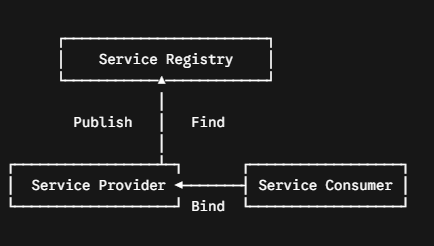 Service Registry
Publish Find
Service Provider Service Consumer
Bind